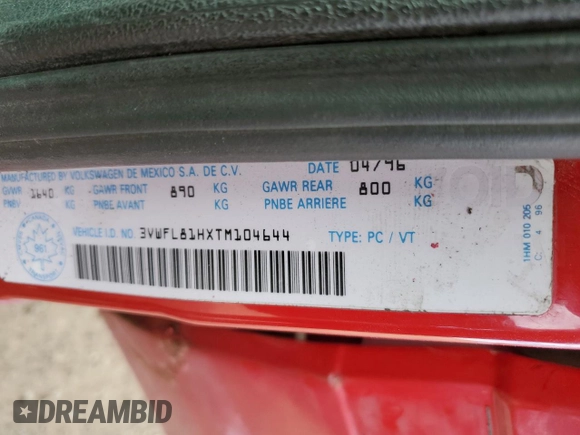 MANUFACTURED BY VOLKSWAGEN DE MEXICO S.A. DE C.V. DATE 04/96
GVWR 1640 KG GAWR FRONT 890 KG GAWR REAR 800 KG
PNBV PNBE AVANT KG PNBE ARRIERE KG
VEHICLE I.D. NO. 3VWFL81HXTM104644 TYPE: PC / VT
1HM 010 205
C. 4 96
DREAMBID